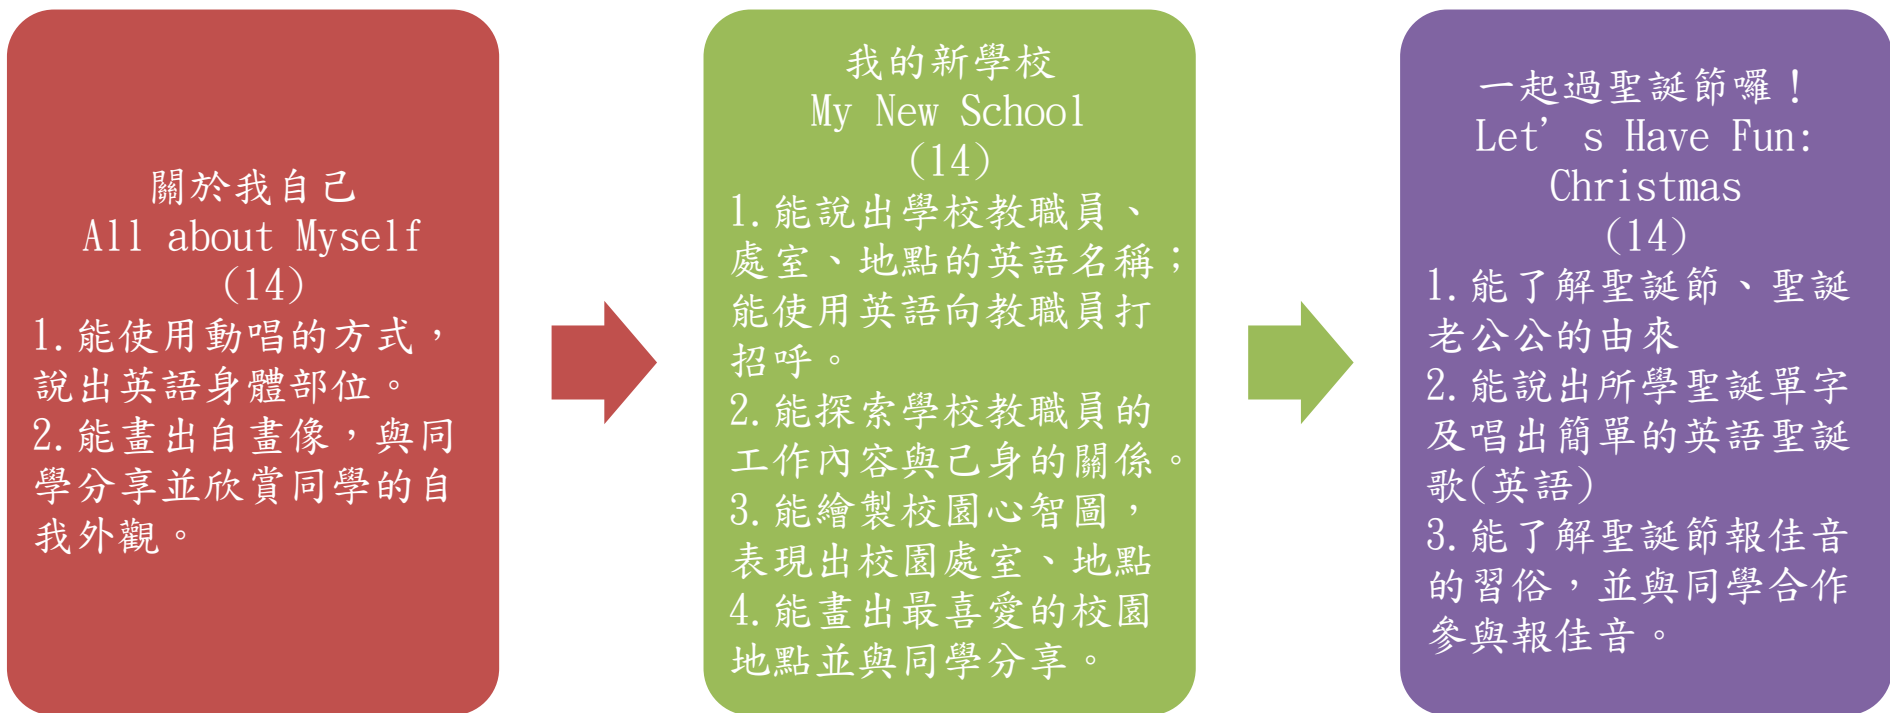 關於我自己
All about Myself
(14)
1.能使用動唱的方式，
說出英語身體部位。
2.能畫出自畫像，與同
學分享並欣賞同學的自
我外觀。
我的新學校
My New School
(14)
1.能說出學校教職員、
處室、地點的英語名稱；
能使用英語向教職員打
招呼。
2.能探索學校教職員的
工作內容與己身的關係。
3.能繪製校園心智圖，
表現出校園處室、地點
4.能畫出最喜愛的校園
地點並與同學分享。
一起過聖誕節囉！
Let’s Have Fun:
Christmas
(14)
1.能了解聖誕節、聖誕
老公公的由來
2.能說出所學聖誕單字
及唱出簡單的英語聖誕
歌(英語)
3.能了解聖誕節報佳音
的習俗，並與同學合作
參與報佳音。